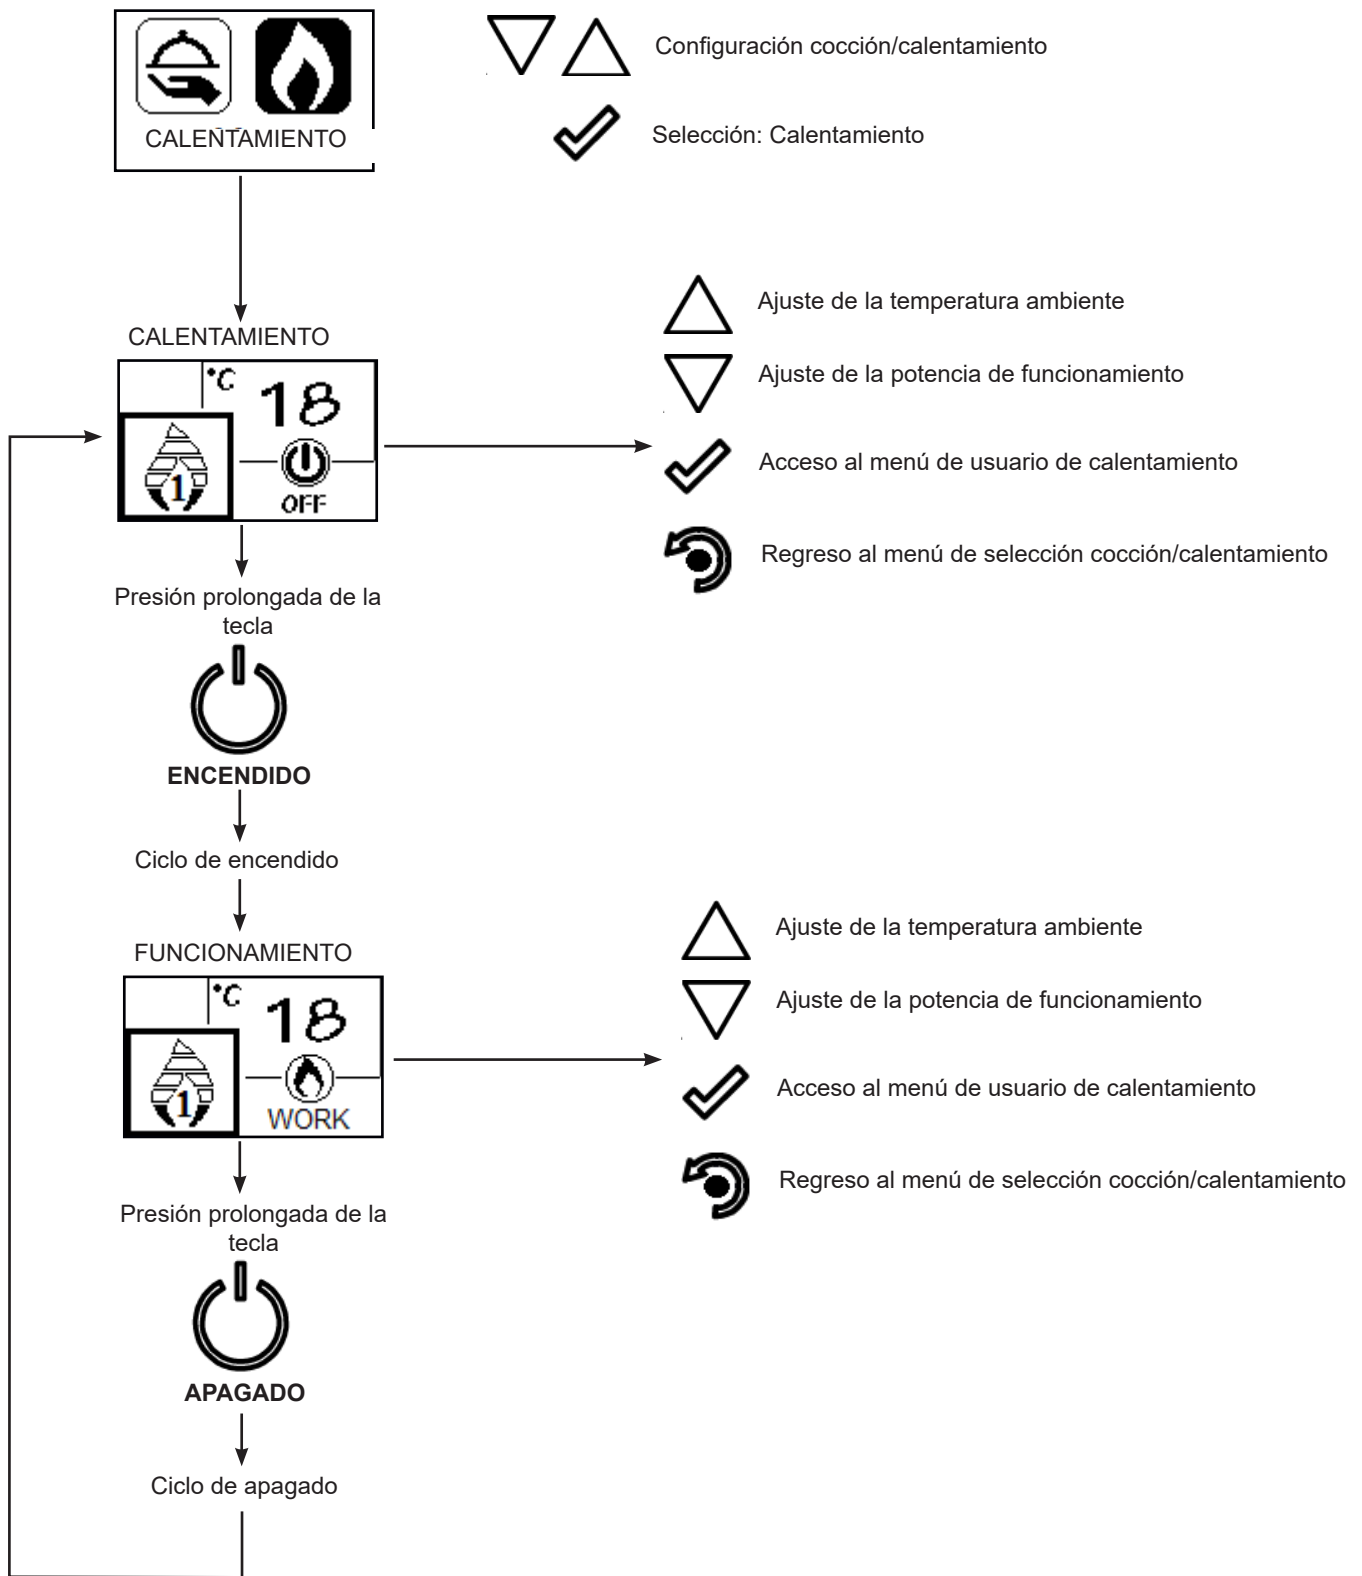 CALENTAMIENTO
Configuración cocción/calentamiento
Selección: Calentamiento
CALENTAMIENTO
°C
18
1
OFF
Ajuste de la temperatura ambiente
Ajuste de la potencia de funcionamiento
Acceso al menú de usuario de calentamiento
Regreso al menú de selección cocción/calentamiento
Presión prolongada de la
tecla
ENCENDIDO
Ciclo de encendido
FUNCIONAMIENTO
°C
18
1
WORK
Ajuste de la temperatura ambiente
Ajuste de la potencia de funcionamiento
Acceso al menú de usuario de calentamiento
Regreso al menú de selección cocción/calentamiento
Presión prolongada de la
tecla
APAGADO
Ciclo de apagado